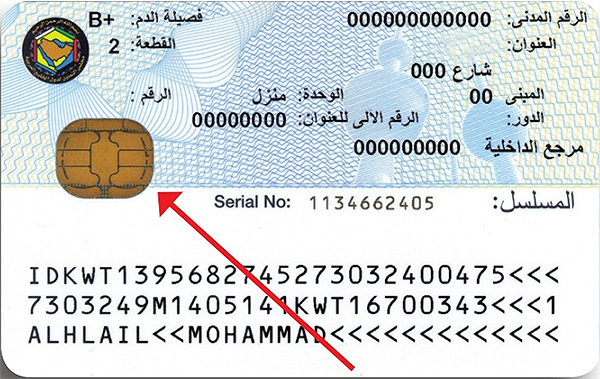 الرقم المدنى: 000000000000 فصيلة الدم: B+
العنوان: القطعة: 2
شارع 000
المبنى 00 الوحدة: منزل الرقم :
الدور: الرقم الالى للعنوان: 00000000
مرجع الداخلية 000000000
المسلسل: 1134662405 Serial No:
IDKWT1395682745273032400475<<<
7303249M1405141KWT16700343<<<1
ALHLAIL<<MOHAMMAD<<<<<<<<<<<<<